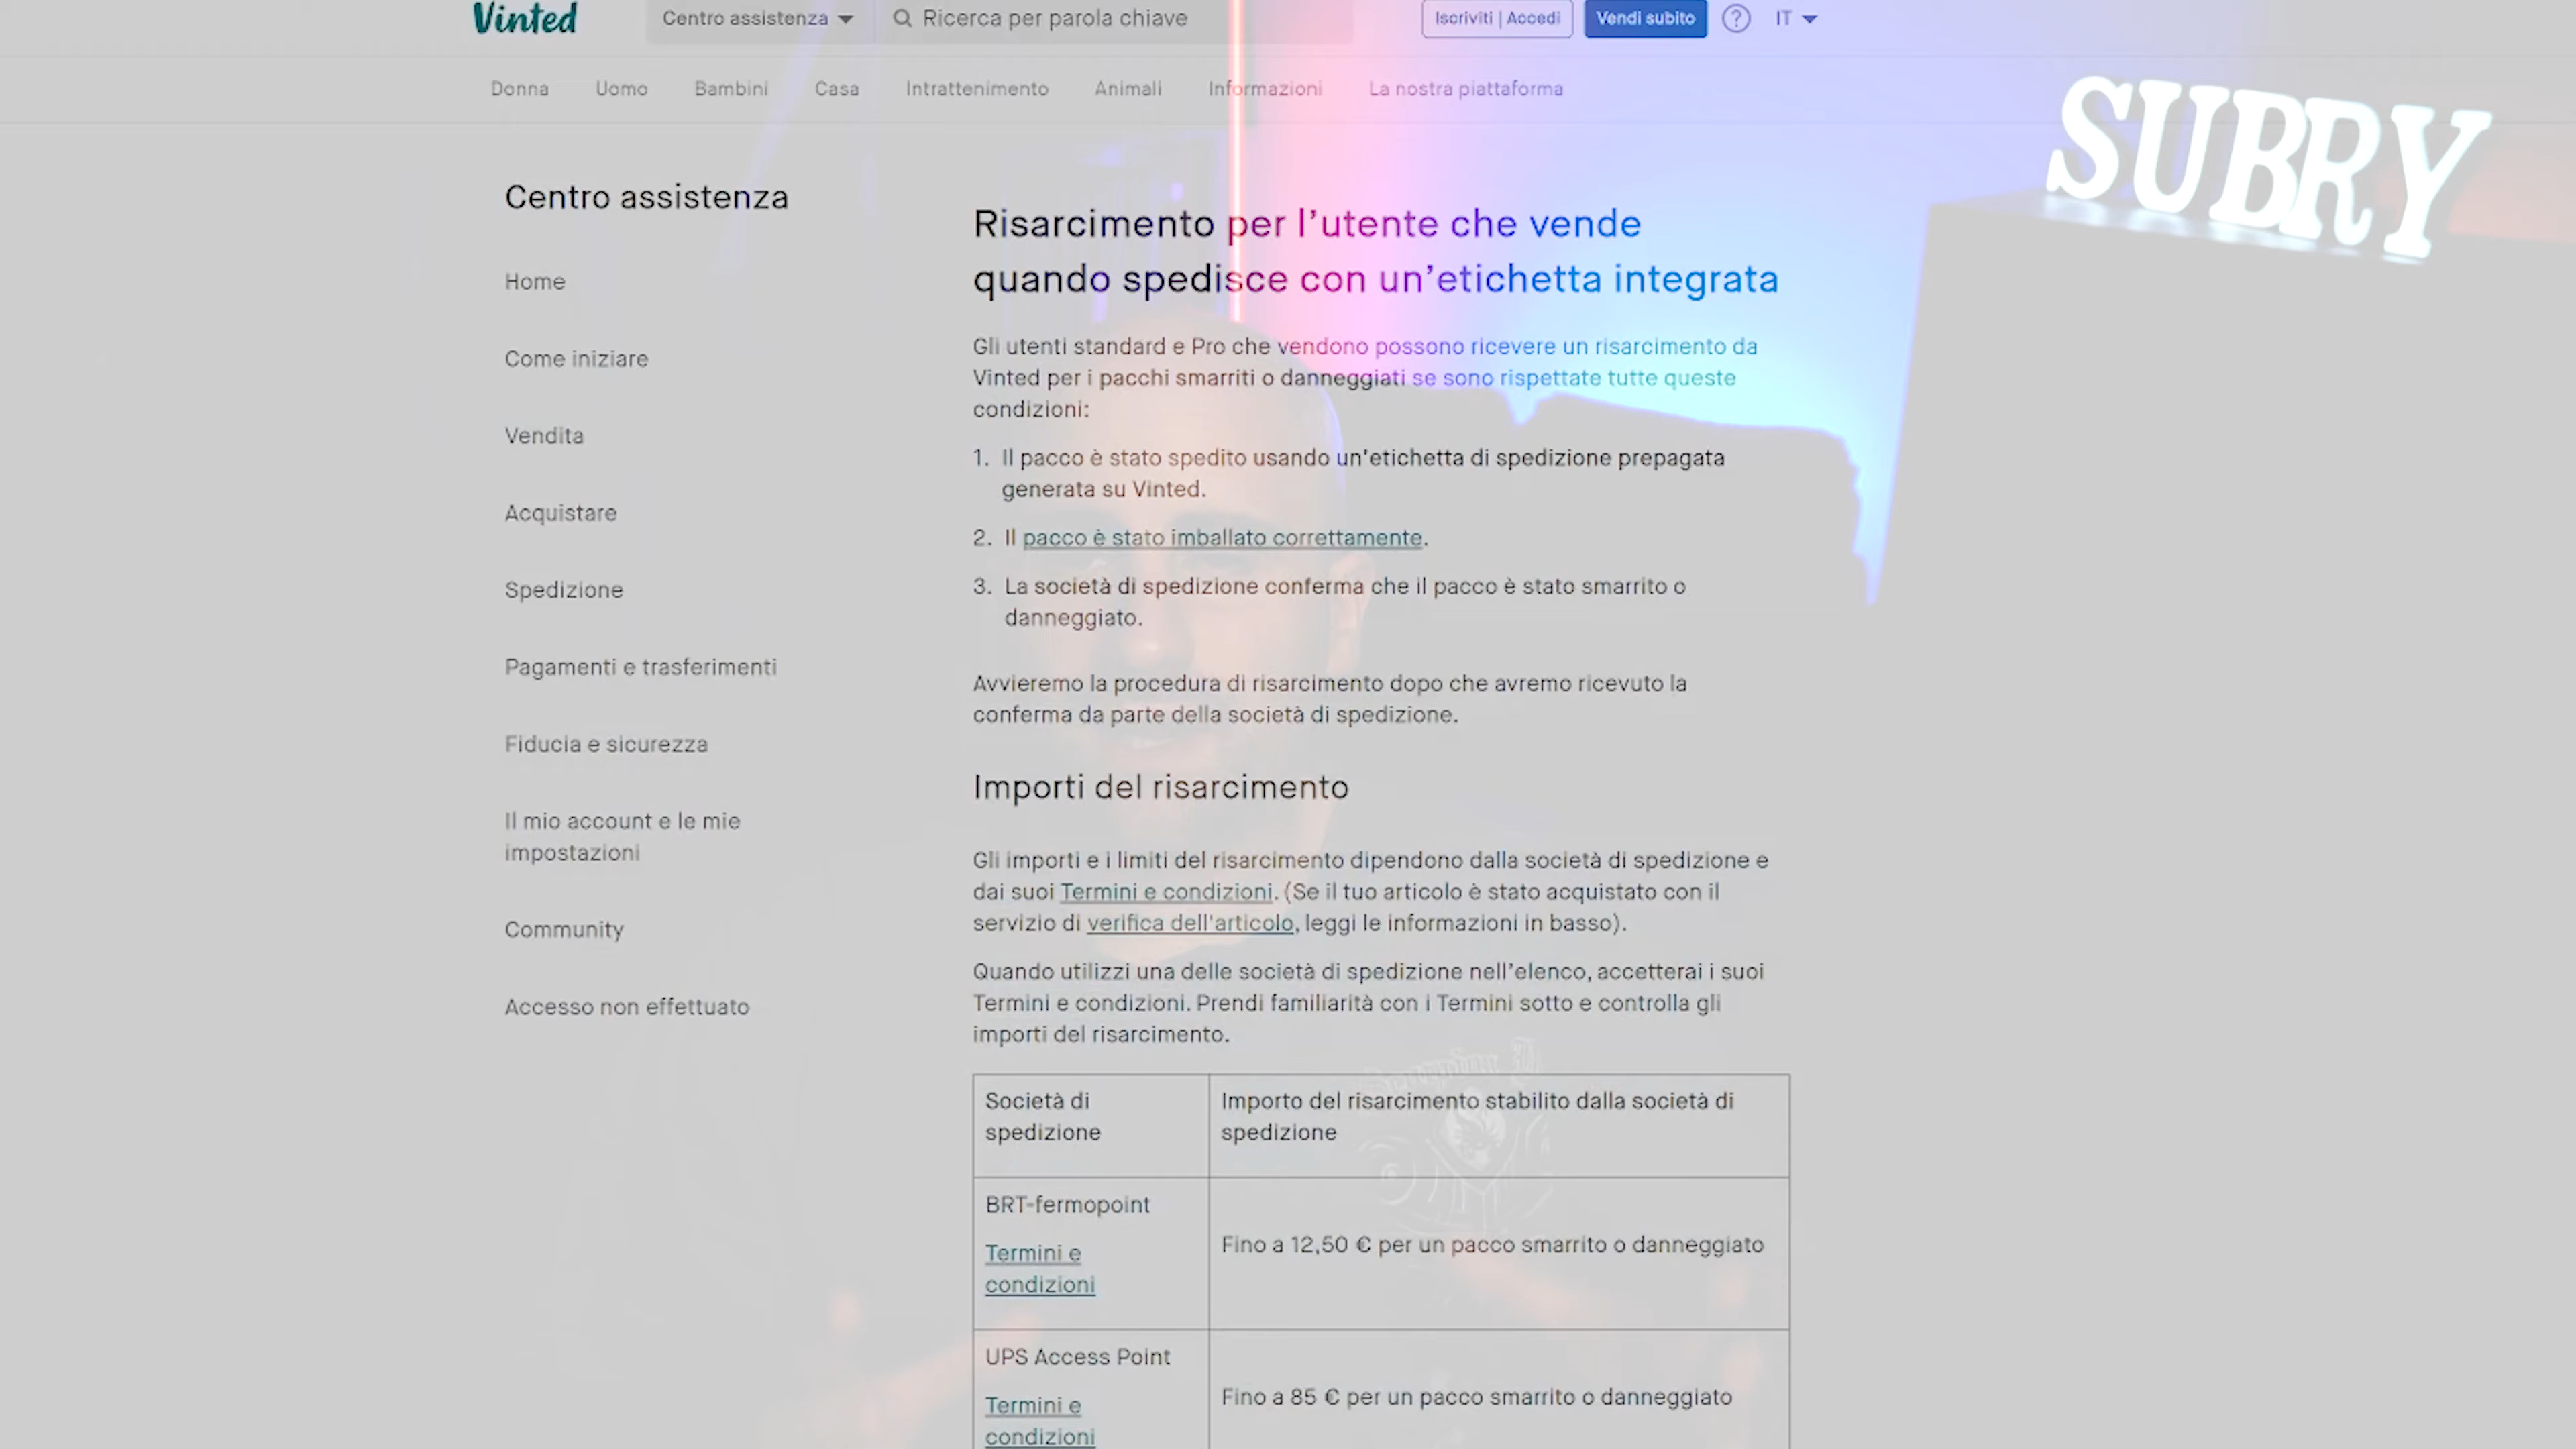 Vinted
Centro assistenza
Ricerca per parola chiave
Iscriviti | Accedi
Vendi subito
?
IT
Donna
Uomo
Bambini
Casa
Intrattenimento
Animali
Informazioni
La nostra piattaforma
SUBRY
Centro assistenza
Home
Come iniziare
Vendita
Acquistare
Spedizione
Pagamenti e trasferimenti
Fiducia e sicurezza
Il mio account e le mie
impostazioni
Community
Accesso non effettuato
Risarcimento per l'utente che vende
quando spedisce con un'etichetta integrata
Gli utenti standard e Pro che vendono possono ricevere un risarcimento da
Vinted per i pacchi smarriti o danneggiati se sono rispettate tutte queste
condizioni:
1. Il pacco è stato spedito usando un'etichetta di spedizione prepagata
generata su Vinted.
2. Il pacco è stato imballato correttamente.
3. La società di spedizione conferma che il pacco è stato smarrito o
danneggiato.
Avvieremo la procedura di risarcimento dopo che avremo ricevuto la
conferma da parte della società di spedizione.
Importi del risarcimento
Gli importi e i limiti del risarcimento dipendono dalla società di spedizione e
dai suoi Termini e condizioni. (Se il tuo articolo è stato acquistato con il
servizio di verifica dell'articolo, leggi le informazioni in basso).
Quando utilizzi una delle società di spedizione nell'elenco, accetterai i suoi
Termini e condizioni. Prendi familiarità con i Termini sotto e controlla gli
importi del risarcimento.
Società di
spedizione
Importo del risarcimento stabilito dalla società di
spedizione
BRT-fermopoint
Termini e
condizioni
Fino a 12,50 € per un pacco smarrito o danneggiato
UPS Access Point
Termini e
condizioni
Fino a 85 € per un pacco smarrito o danneggiato